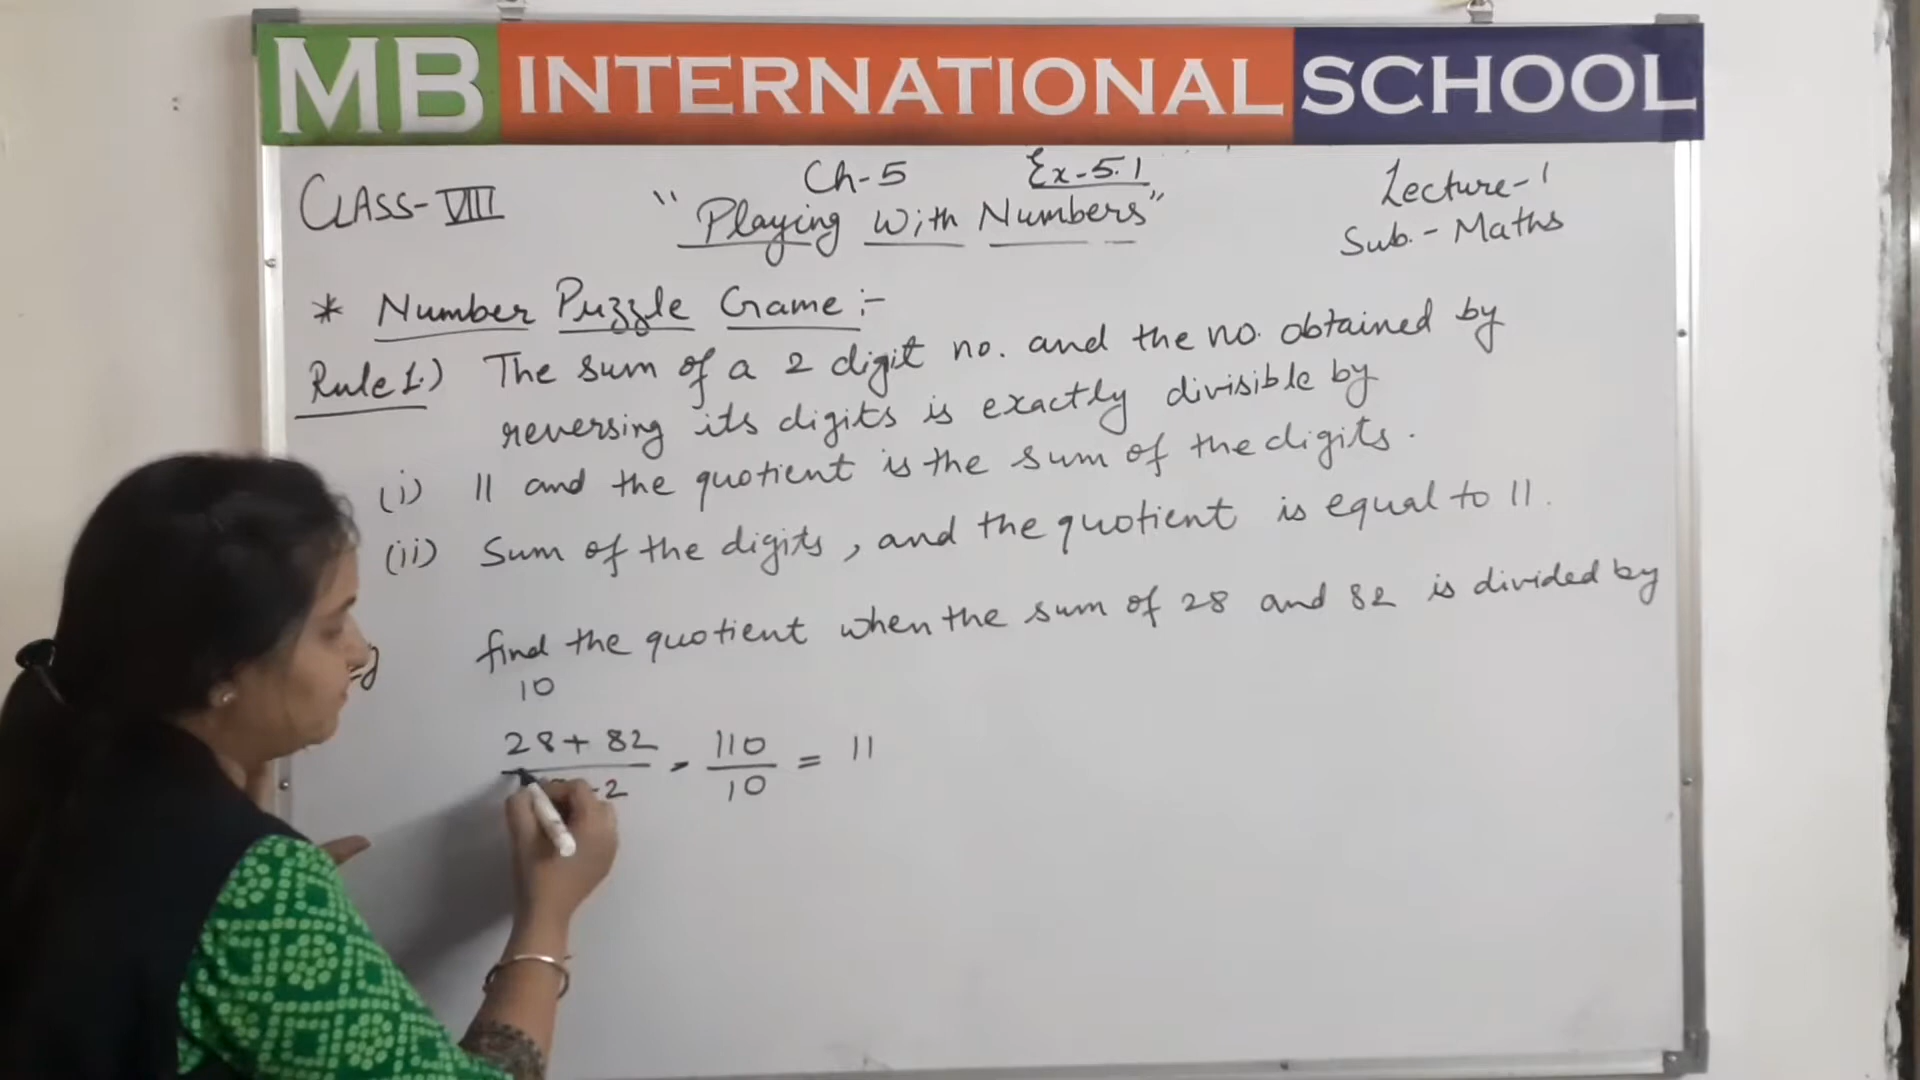 MB INTERNATIONAL SCHOOL
CLASS-VIII
Ch-5 Ex-5.1
"Playing With Numbers"
Lecture-1
Sub.- Maths
* Number Puzzle Game:-
Rule 1.) The sum of a 2 digit no. and the no. obtained by
reversing its digits is exactly divisible by
(i) 11 and the quotient is the sum of the digits.
(ii) Sum of the digits, and the quotient is equal to 11.
find the quotient when the sum of 28 and 82 is divided by
10
28+82 - 110 = 11
2 10